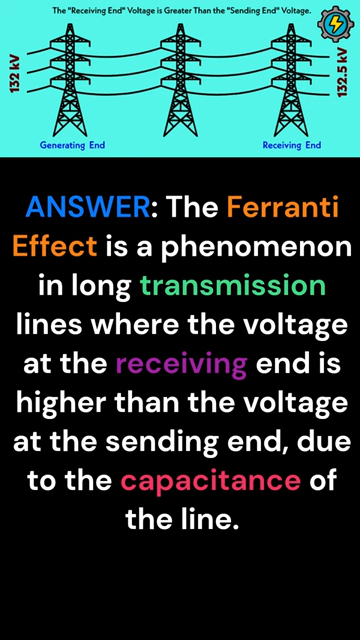 The "Receiving End" Voltage is Greater Than the "Sending End" Voltage.
132 kV
132.5 kV
Generating End
Receiving End
ANSWER: The Ferranti
Effect is a phenomenon
in long transmission
lines where the voltage
at the receiving end is
higher than the voltage
at the sending end, due
to the capacitance of
the line.